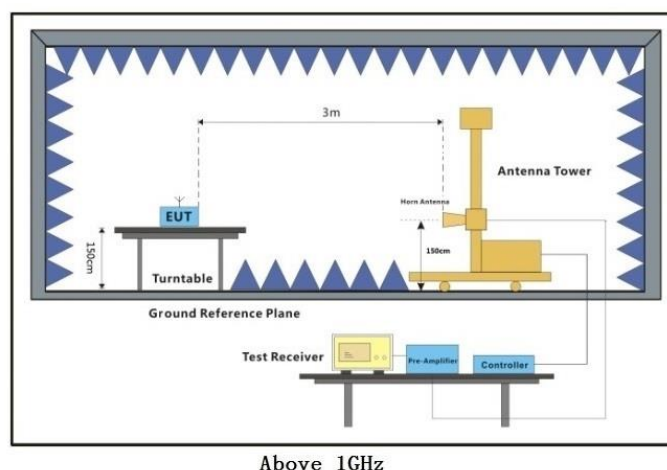 3m
Antenna Tower
Horn Antenna
EUT
150cm
150cm
Turntable
Ground Reference Plane
Test Receiver
Pre-Amplifier
Controller
Above 1GHz